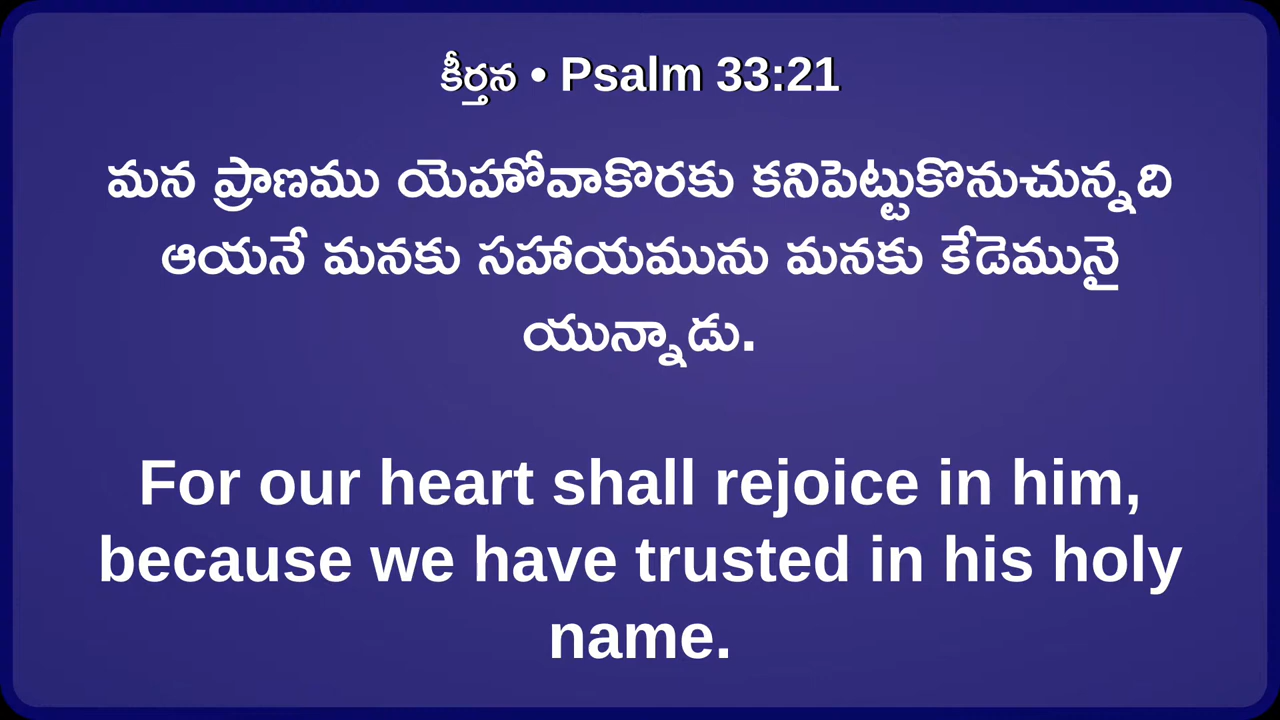 కీర్తన • Psalm 33:21
మన ప్రాణము యెహోవాకొరకు కనిపెట్టుకొనుచున్నది
ఆయనే మనకు సహాయమును మనకు కేడెమునై
యున్నాడు.
For our heart shall rejoice in him,
because we have trusted in his holy
name.